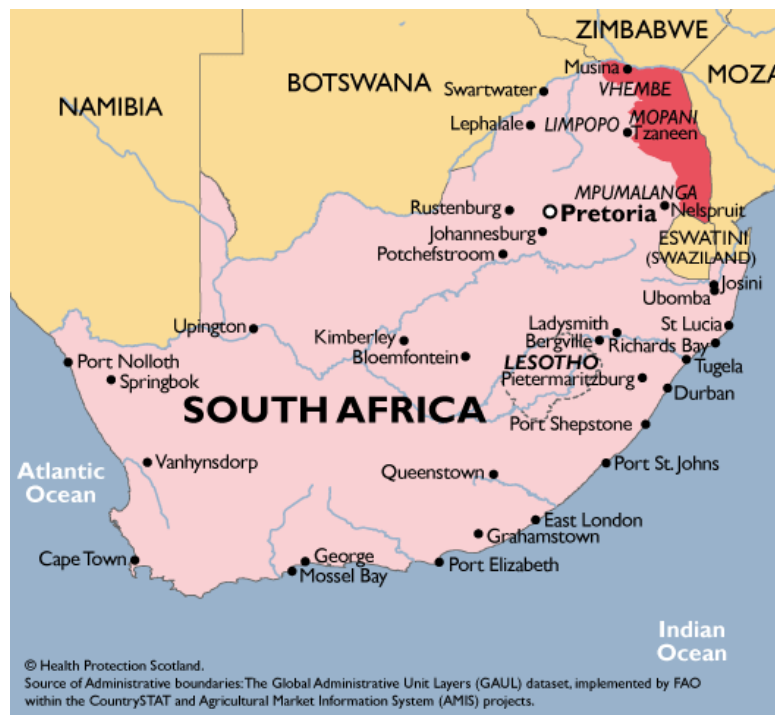 ZIMBABWE
Musina
MOZA
BOTSWANA
VHEMBE
NAMIBIA
Swartwater
MOPANI
Lephalale
LIMPOPO
Tzaneen
MPUMALANGA
Rustenburg
Pretoria
Nelspruit
Johannesburg
ESWATINI
(SWAZILAND)
Potchefstroom
Josini
Ubomba
Upington
Ladysmith
St Lucia
Kimberley
Bergville
Richards Bay
Bloemfontein
LESOTHO
Tugela
Port Nolloth
Springbok
Pietermaritzburg
Durban
SOUTH AFRICA
Port Shepstone
Vanhynsdorp
Queenstown
Port St. Johns
Atlantic
Ocean
East London
Grahamstown
Cape Town
George
Mossel Bay
Port Elizabeth
Indian
Ocean
© Health Protection Scotland.
Source of Administrative boundaries: The Global Administrative Unit Layers (GAUL) dataset, implemented by FAO
within the CountrySTAT and Agricultural Market Information System (AMIS) projects.